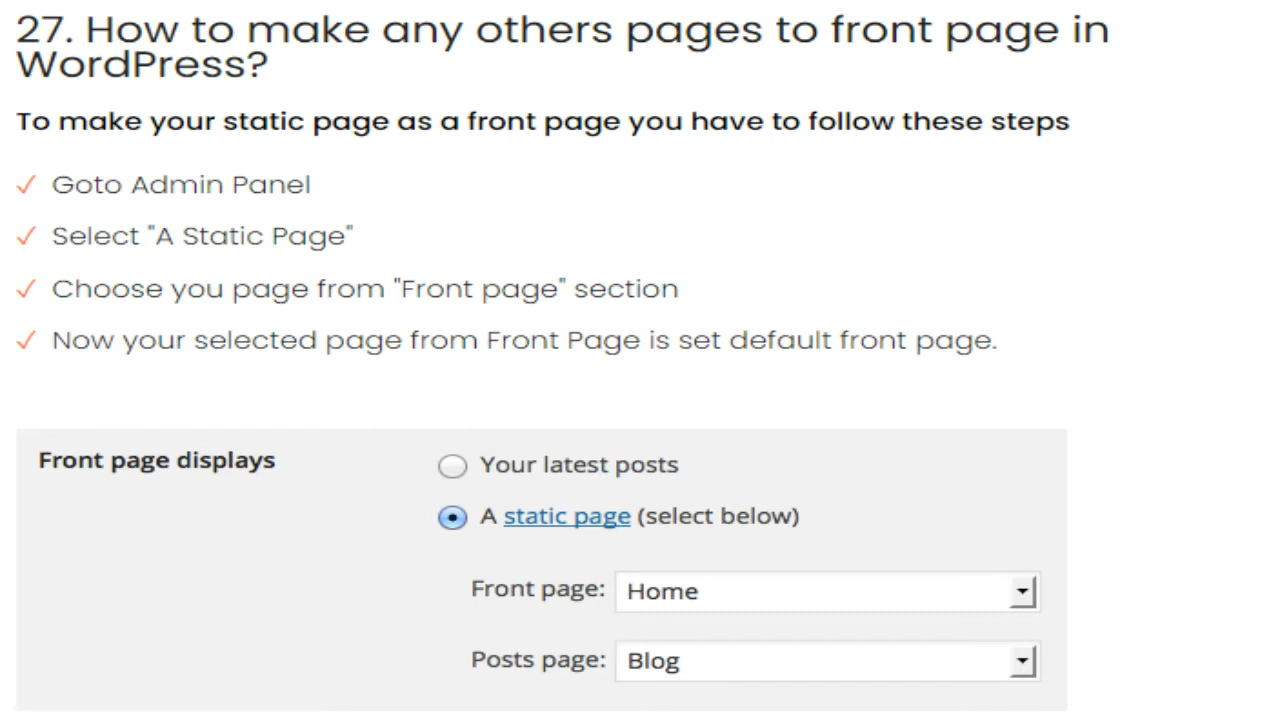 27. How to make any others pages to front page in
WordPress?
To make your static page as a front page you have to follow these steps
✓ Goto Admin Panel
✓ Select "A Static Page"
✓ Choose you page from "Front page" section
✓ Now your selected page from Front Page is set default front page.
Front page displays
Your latest posts
A static page (select below)
Front page: Home
Posts page: Blog